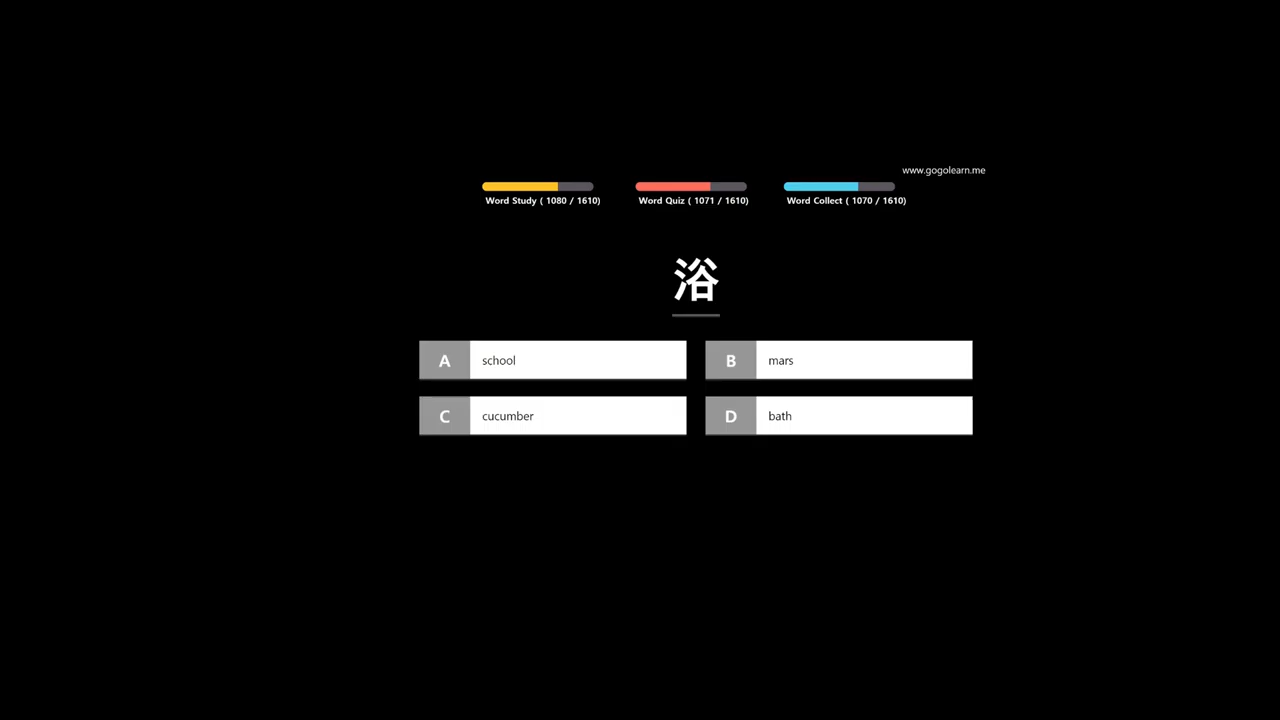 www.gogolearn.me
Word Study ( 1080 / 1610)
Word Quiz ( 1071 / 1610)
Word Collect ( 1070 / 1610)
浴
A school
B mars
C cucumber
D bath